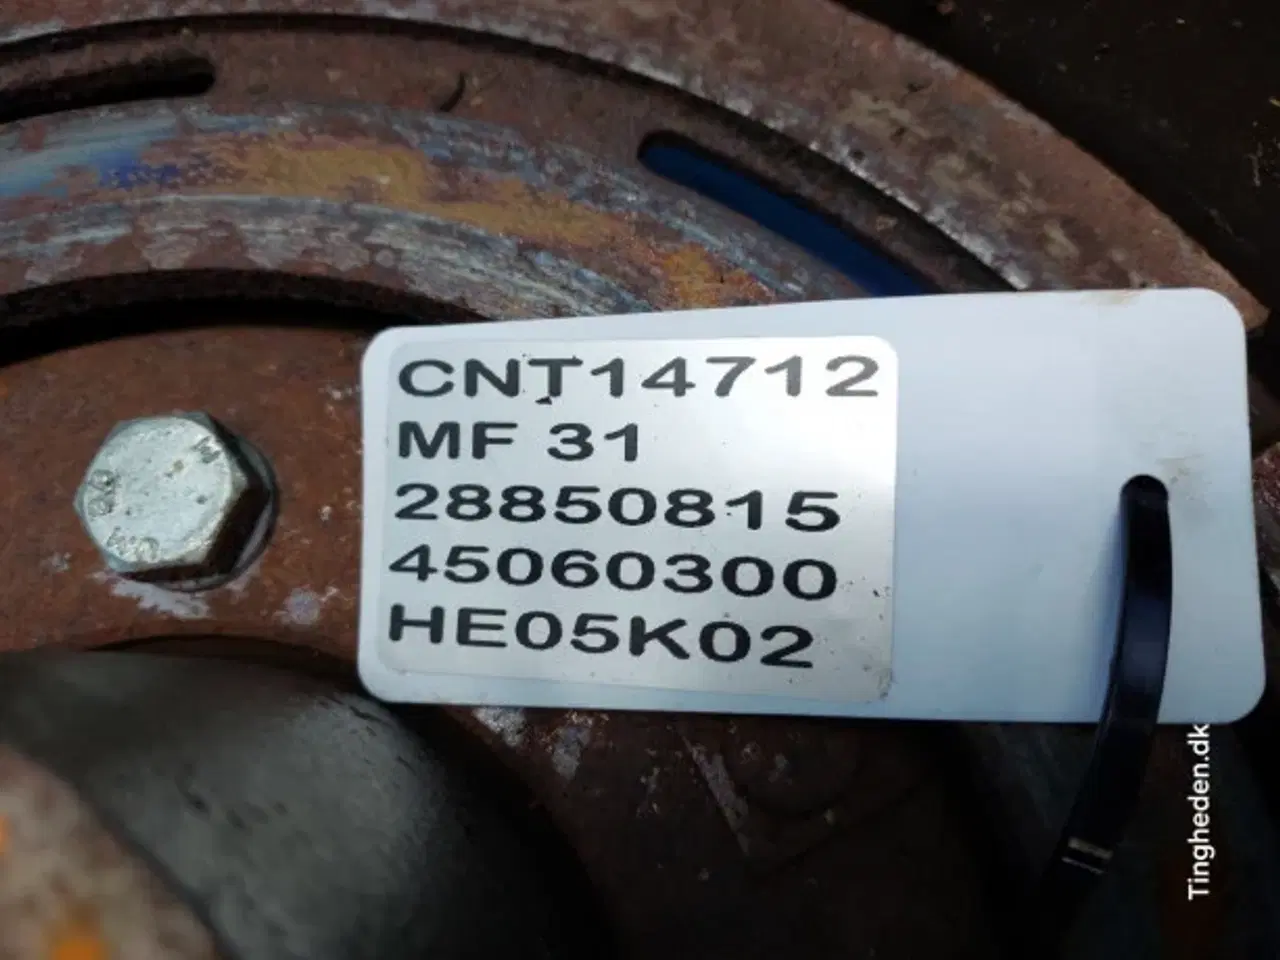 CNT14712
MF 31
28850815
45060300
HE05K02
Tingheden.dk